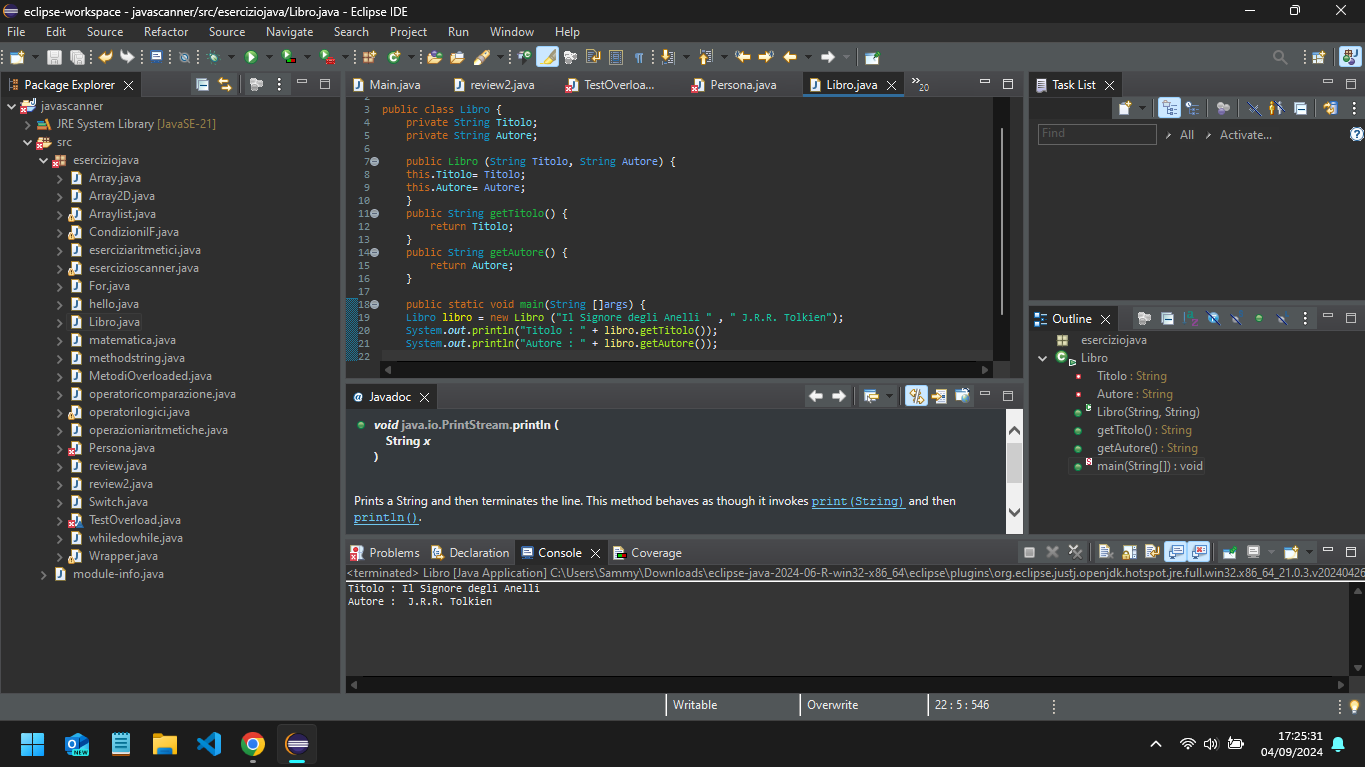 eclipse-workspace - javascanner/src/eserciziojava/Libro.java - Eclipse IDE
File Edit Source Refactor Source Navigate Search Project Run Window Help
Package Explorer
javascanner
JRE System Library [JavaSE-21]
src
eserciziojava
Array.java
Array2D.java
Arraylist.java
CondizioniIF.java
eserciziaritmetici.java
esercizioscanner.java
For.java
hello.java
Libro.java
matematica.java
methodstring.java
MetodiOverloaded.java
operatoricomparazione.java
operatorilogici.java
operazioniaritmetiche.java
Persona.java
review.java
review2.java
Switch.java
TestOverload.java
whiledowhile.java
Wrapper.java
module-info.java
Main.java review2.java TestOverloa... Persona.java Libro.java »20
2
3 public class Libro {
4 private String Titolo;
5 private String Autore;
6
7 public Libro (String Titolo, String Autore) {
8 this.Titolo= Titolo;
9 this.Autore= Autore;
10 }
11 public String getTitolo() {
12 return Titolo;
13 }
14 public String getAutore() {
15 return Autore;
16 }
17
18 public static void main(String []args) {
19 Libro libro = new Libro ("Il Signore degli Anelli " , " J.R.R. Tolkien");
20 System.out.println("Titolo : " + libro.getTitolo());
21 System.out.println("Autore : " + libro.getAutore());
22
Javadoc
void java.io.PrintStream.println (
String x
)
Prints a String and then terminates the line. This method behaves as though it invokes print(String) and then
println().
Problems Declaration Console Coverage
<terminated> Libro [Java Application] C:\Users\Sammy\Downloads\eclipse-java-2024-06-R-win32-x86_64\eclipse\plugins\org.eclipse.justj.openjdk.hotspot.jre.full.win32.x86_64_21.0.3.v20240426
Titolo : Il Signore degli Anelli
Autore :  J.R.R. Tolkien
Task List
Find All Activate...
Outline
eserciziojava
Libro
Titolo : String
Autore : String
Libro(String, String)
getTitolo() : String
getAutore() : String
main(String[]) : void
Writable Overwrite 22 : 5 : 546
NEW
17:25:31
04/09/2024